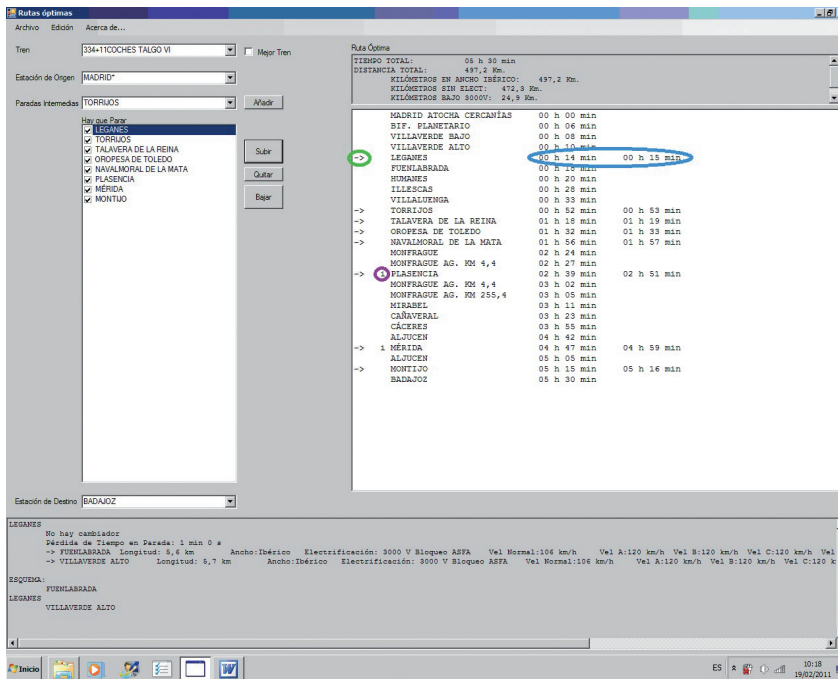 Rutas óptimas
Archivo Edición Acerca de...
Tren 334+11COCHES TALGO VI Mejor Tren
Estación de Origen MADRID*
Paradas Intermedias TORRIJOS Añadir
Hay que Parar
LEGANES
TORRIJOS
TALAVERA DE LA REINA
OROPESA DE TOLEDO
NAVALMORAL DE LA MATA
PLASENCIA
MÉRIDA
MONTIJO
Subir
Quitar
Bajar
Estación de Destino BADAJOZ
Ruta Óptima
TIEMPO TOTAL: 05 h 30 min
DISTANCIA TOTAL: 497,2 Km.
KILÓMETROS EN ANCHO IBÉRICO: 497,2 Km.
KILÓMETROS SIN ELECT: 472,3 Km.
KILÓMETROS BAJO 3000V: 24,9 Km.
MADRID ATOCHA CERCANÍAS 00 h 00 min
BIF. PLANETARIO 00 h 06 min
VILLAVERDE BAJO 00 h 08 min
VILLAVERDE ALTO 00 h 10 min
-> LEGANES 00 h 14 min 00 h 15 min
FUENLABRADA 00 h 18 min
HUMANES 00 h 20 min
ILLESCAS 00 h 28 min
VILLALUENGA 00 h 33 min
-> TORRIJOS 00 h 52 min 00 h 53 min
-> TALAVERA DE LA REINA 01 h 18 min 01 h 19 min
-> OROPESA DE TOLEDO 01 h 32 min 01 h 33 min
-> NAVALMORAL DE LA MATA 01 h 56 min 01 h 57 min
MONFRAGUE 02 h 24 min
MONFRAGUE AG. KM 4,4 02 h 27 min
-> i PLASENCIA 02 h 39 min 02 h 51 min
MONFRAGUE AG. KM 4,4 03 h 02 min
MONFRAGUE AG. KM 255,4 03 h 05 min
MIRABEL 03 h 11 min
CAÑAVERAL 03 h 23 min
CÁCERES 03 h 55 min
ALJUCEN 04 h 42 min
-> i MÉRIDA 04 h 47 min 04 h 59 min
ALJUCEN 05 h 05 min
-> MONTIJO 05 h 15 min 05 h 16 min
BADAJOZ 05 h 30 min
LEGANES
No hay cambiador
Pérdida de Tiempo en Parada: 1 min 0 s
-> FUENLABRADA Longitud: 5,6 km Ancho:Ibérico Electrificación: 3000 V Bloqueo ASFA Vel Normal:106 km/h Vel A:120 km/h Vel B:120 km/h Vel C:120 km/h Vel
-> VILLAVERDE ALTO Longitud: 5,7 km Ancho:Ibérico Electrificación: 3000 V Bloqueo ASFA Vel Normal:106 km/h Vel A:120 km/h Vel B:120 km/h Vel C:120 k
ESQUEMA:
FUENLABRADA
LEGANES
VILLAVERDE ALTO
Inicio ES 10:18
19/02/2011